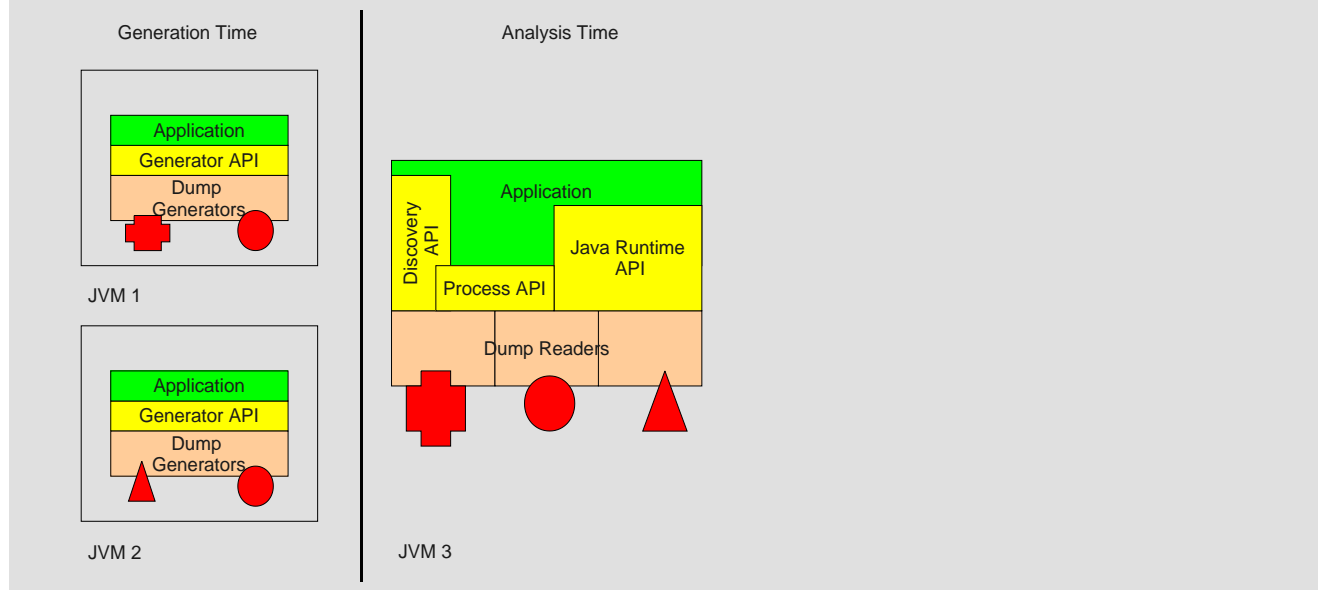 Generation Time
Analysis Time
Application
Generator API
Dump
Generators
JVM 1
Application
Generator API
Dump
Generators
JVM 2
Application
Discovery
API
Java Runtime
API
Process API
Dump Readers
JVM 3